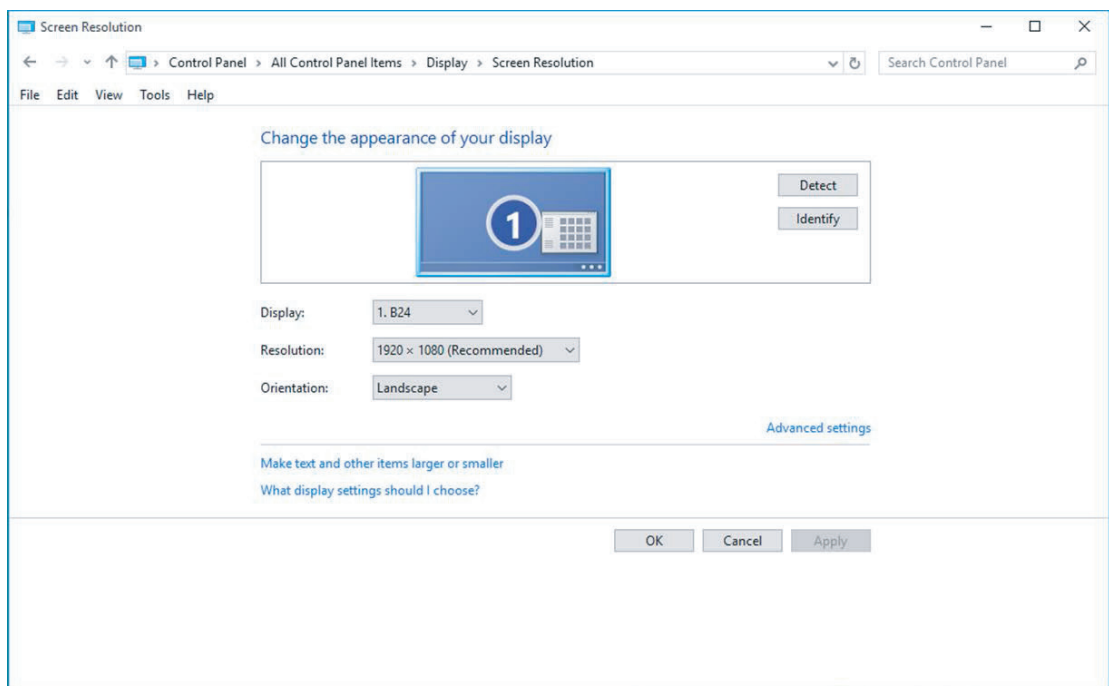 Screen Resolution
Control Panel > All Control Panel Items > Display > Screen Resolution
Search Control Panel
File Edit View Tools Help
Change the appearance of your display
1
Detect
Identify
Display: 1. B24
Resolution: 1920 × 1080 (Recommended)
Orientation: Landscape
Advanced settings
Make text and other items larger or smaller
What display settings should I choose?
OK Cancel Apply